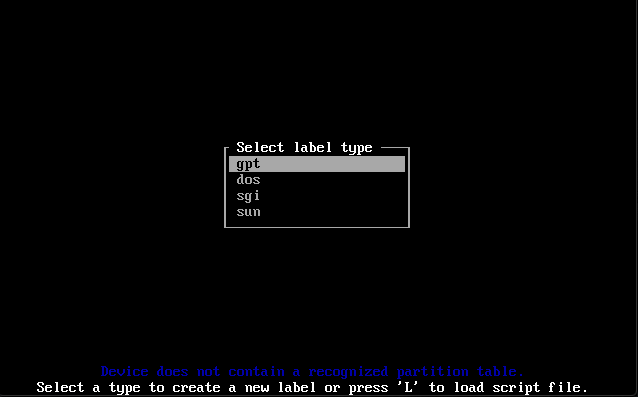 Select label type
gpt
dos
sgi
sun
Device does not contain a recognized partition table.
Select a type to create a new label or press 'L' to load script file.